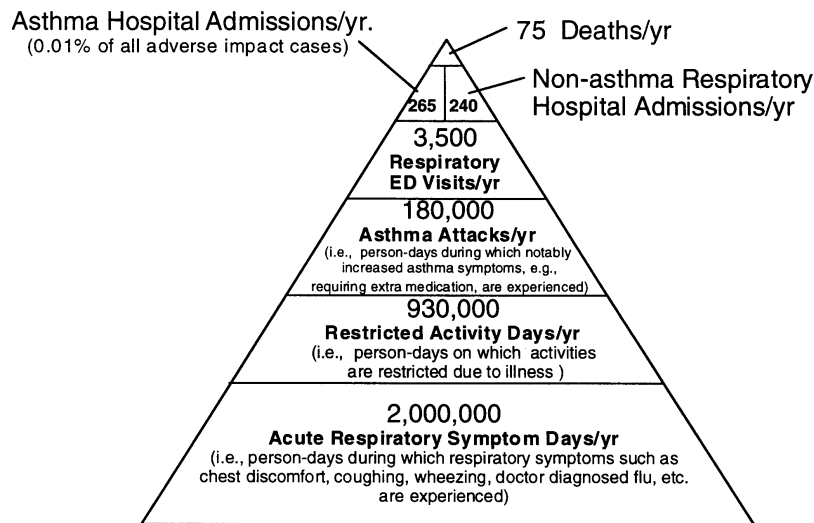 Asthma Hospital Admissions/yr.
(0.01% of all adverse impact cases)
75 Deaths/yr
Non-asthma Respiratory
Hospital Admissions/yr
265 240
3,500
Respiratory
ED Visits/yr
180,000
Asthma Attacks/yr
(i.e., person-days during which notably
increased asthma symptoms, e.g.,
requiring extra medication, are experienced)
930,000
Restricted Activity Days/yr
(i.e., person-days on which activities
are restricted due to illness )
2,000,000
Acute Respiratory Symptom Days/yr
(i.e., person-days during which respiratory symptoms such as
chest discomfort, coughing, wheezing, doctor diagnosed flu, etc.
are experienced)